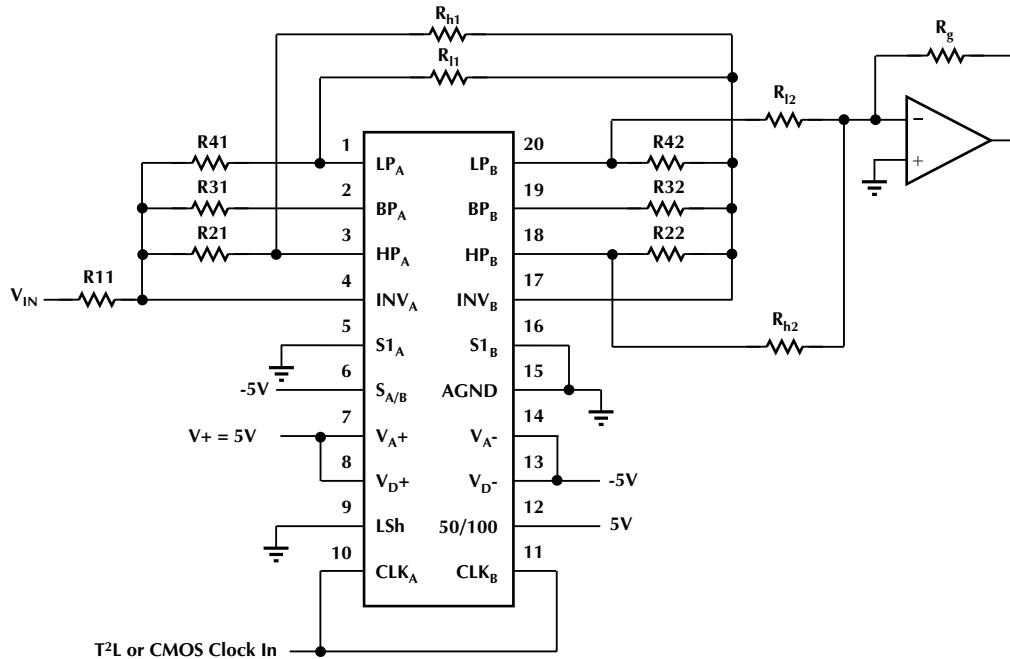 Rh1
Rg
Rl1
Rl2
R41
1
20
R42
LPA
LPB
−
R31
2
19
R32
+
BPA
BPB
R21
3
18
R22
HPA
HPB
R11
4
17
VIN
INVA
INVB
5
16
Rh2
S1A
S1B
6
15
-5V
SA/B
AGND
7
14
V+ = 5V
VA+
VA-
8
13
VD+
VD-
-5V
9
12
LSh
50/100
5V
10
11
CLKA
CLKB
T²L or CMOS Clock In